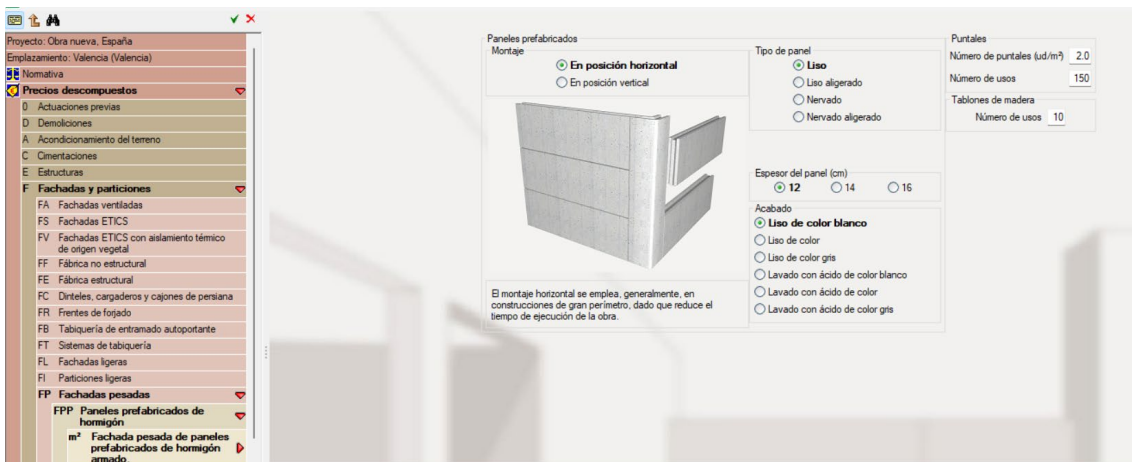 Proyecto: Obra nueva, España
Emplazamiento: Valencia (Valencia)
Normativa
Precios descompuestos
0 Actuaciones previas
D Demoliciones
A Acondicionamiento del terreno
C Cimentaciones
E Estructuras
F Fachadas y particiones
FA Fachadas ventiladas
FS Fachadas ETICS
FV Fachadas ETICS con aislamiento térmico
de origen vegetal
FF Fábrica no estructural
FE Fábrica estructural
FC Dinteles, cargaderos y cajones de persiana
FR Frentes de forjado
FB Tabiquería de entramado autoportante
FT Sistemas de tabiquería
FL Fachadas ligeras
FI Particiones ligeras
FP Fachadas pesadas
FPP Paneles prefabricados de
hormigón
m² Fachada pesada de paneles
prefabricados de hormigón
armado.
Paneles prefabricados
Montaje
En posición horizontal
En posición vertical
El montaje horizontal se emplea, generalmente, en
construcciones de gran perímetro, dado que reduce el
tiempo de ejecución de la obra.
Tipo de panel
Liso
Liso aligerado
Nervado
Nervado aligerado
Espesor del panel (cm)
12 14 16
Acabado
Liso de color blanco
Liso de color
Liso de color gris
Lavado con ácido de color blanco
Lavado con ácido de color
Lavado con ácido de color gris
Puntales
Número de puntales (ud/m²) 2.0
Número de usos 150
Tablones de madera
Número de usos 10